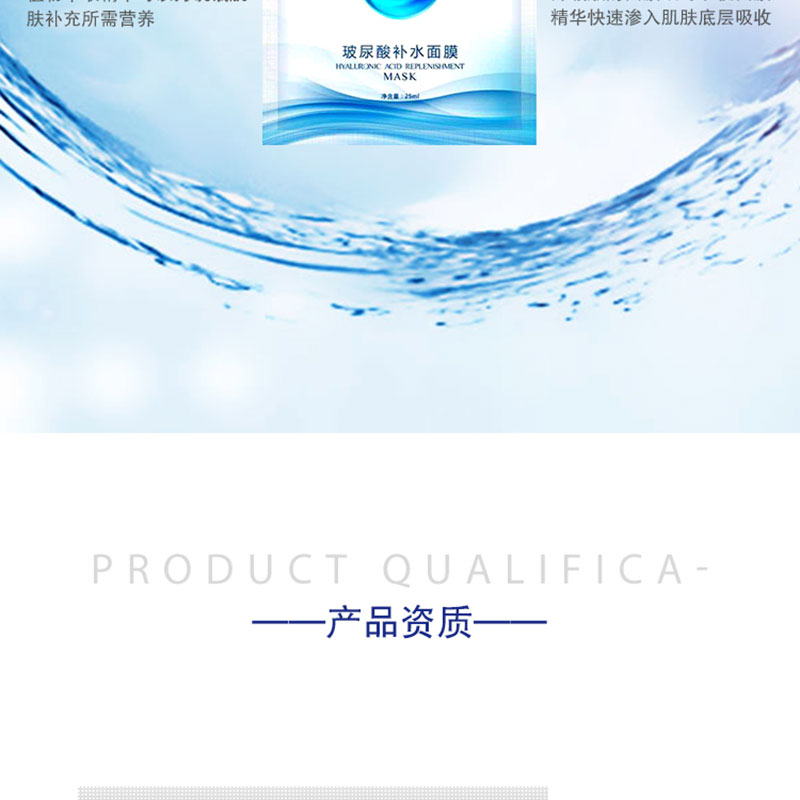 肤补充所需营养
精华快速渗入肌肤底层吸收
玻尿酸补水面膜
HYALURONIC ACID REPLENISHMENT
MASK
净含量:25ml
PRODUCT QUALIFICA-
——产品资质——